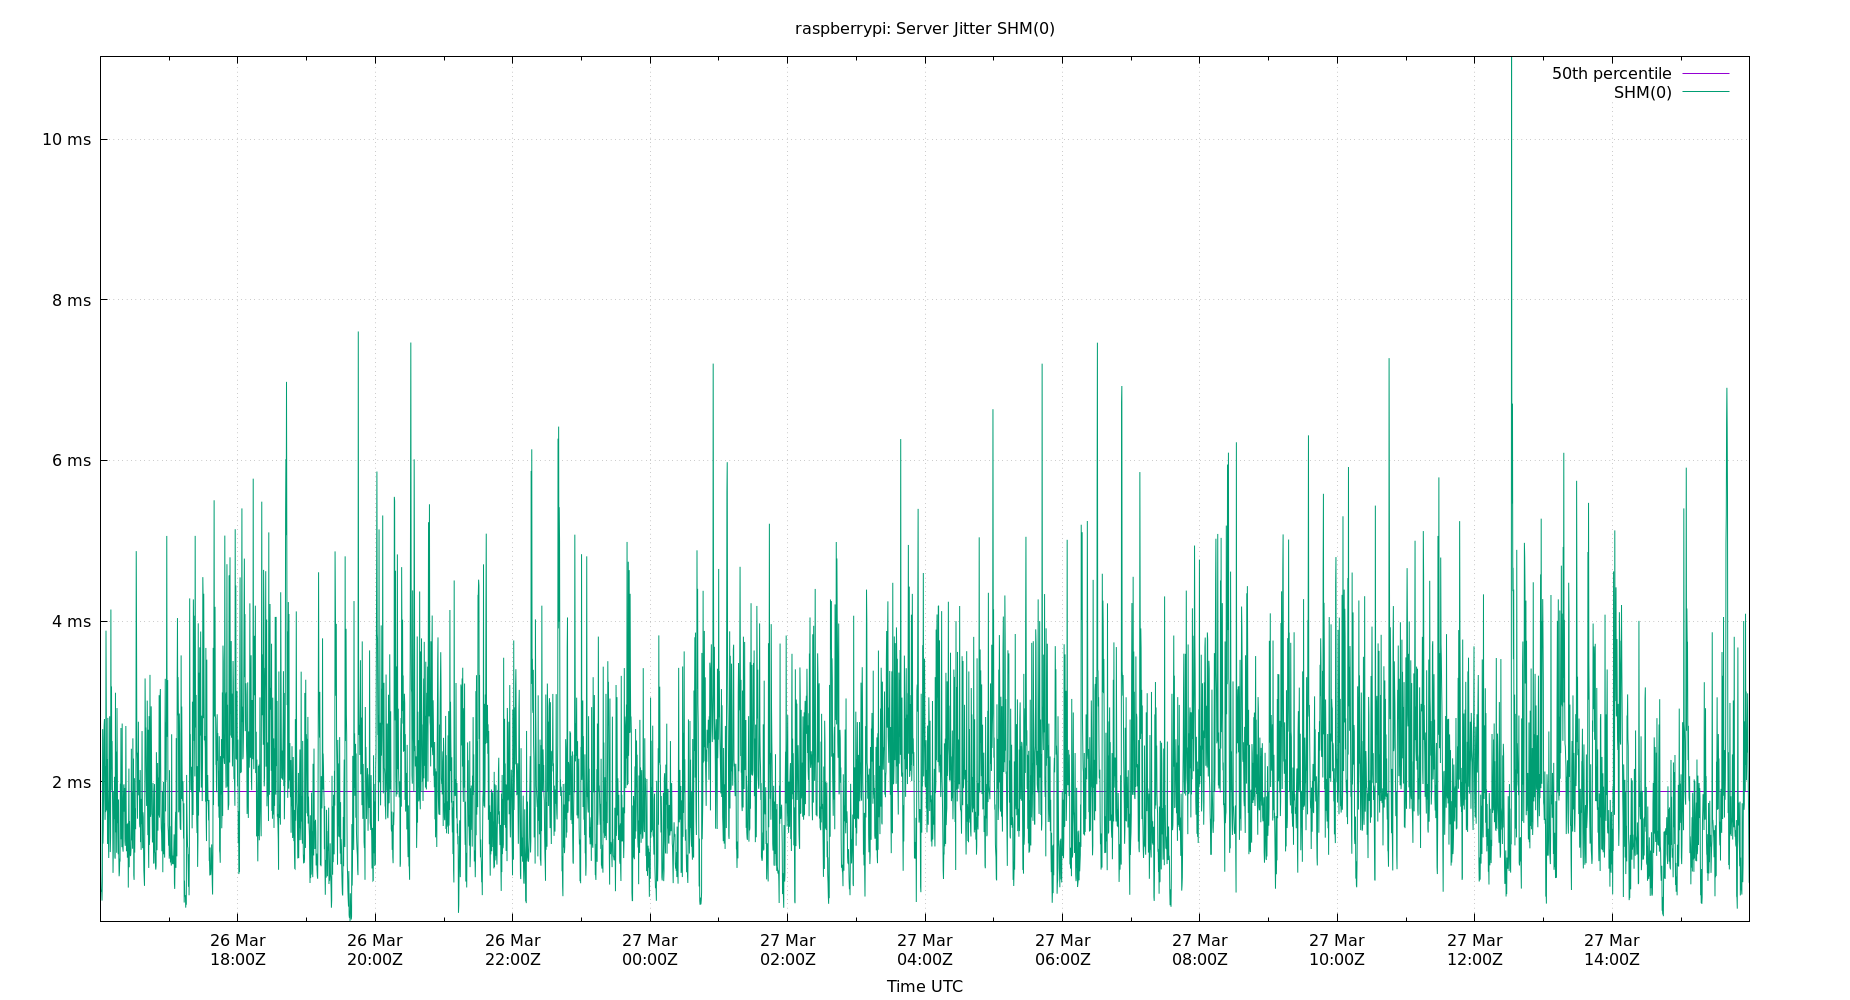 raspberrypi: Server Jitter SHM(0)
50th percentile
SHM(0)
10 ms
8 ms
6 ms
4 ms
2 ms
26 Mar 26 Mar 26 Mar 27 Mar 27 Mar 27 Mar 27 Mar 27 Mar 27 Mar 27 Mar 27 Mar
18:00Z 20:00Z 22:00Z 00:00Z 02:00Z 04:00Z 06:00Z 08:00Z 10:00Z 12:00Z 14:00Z
Time UTC